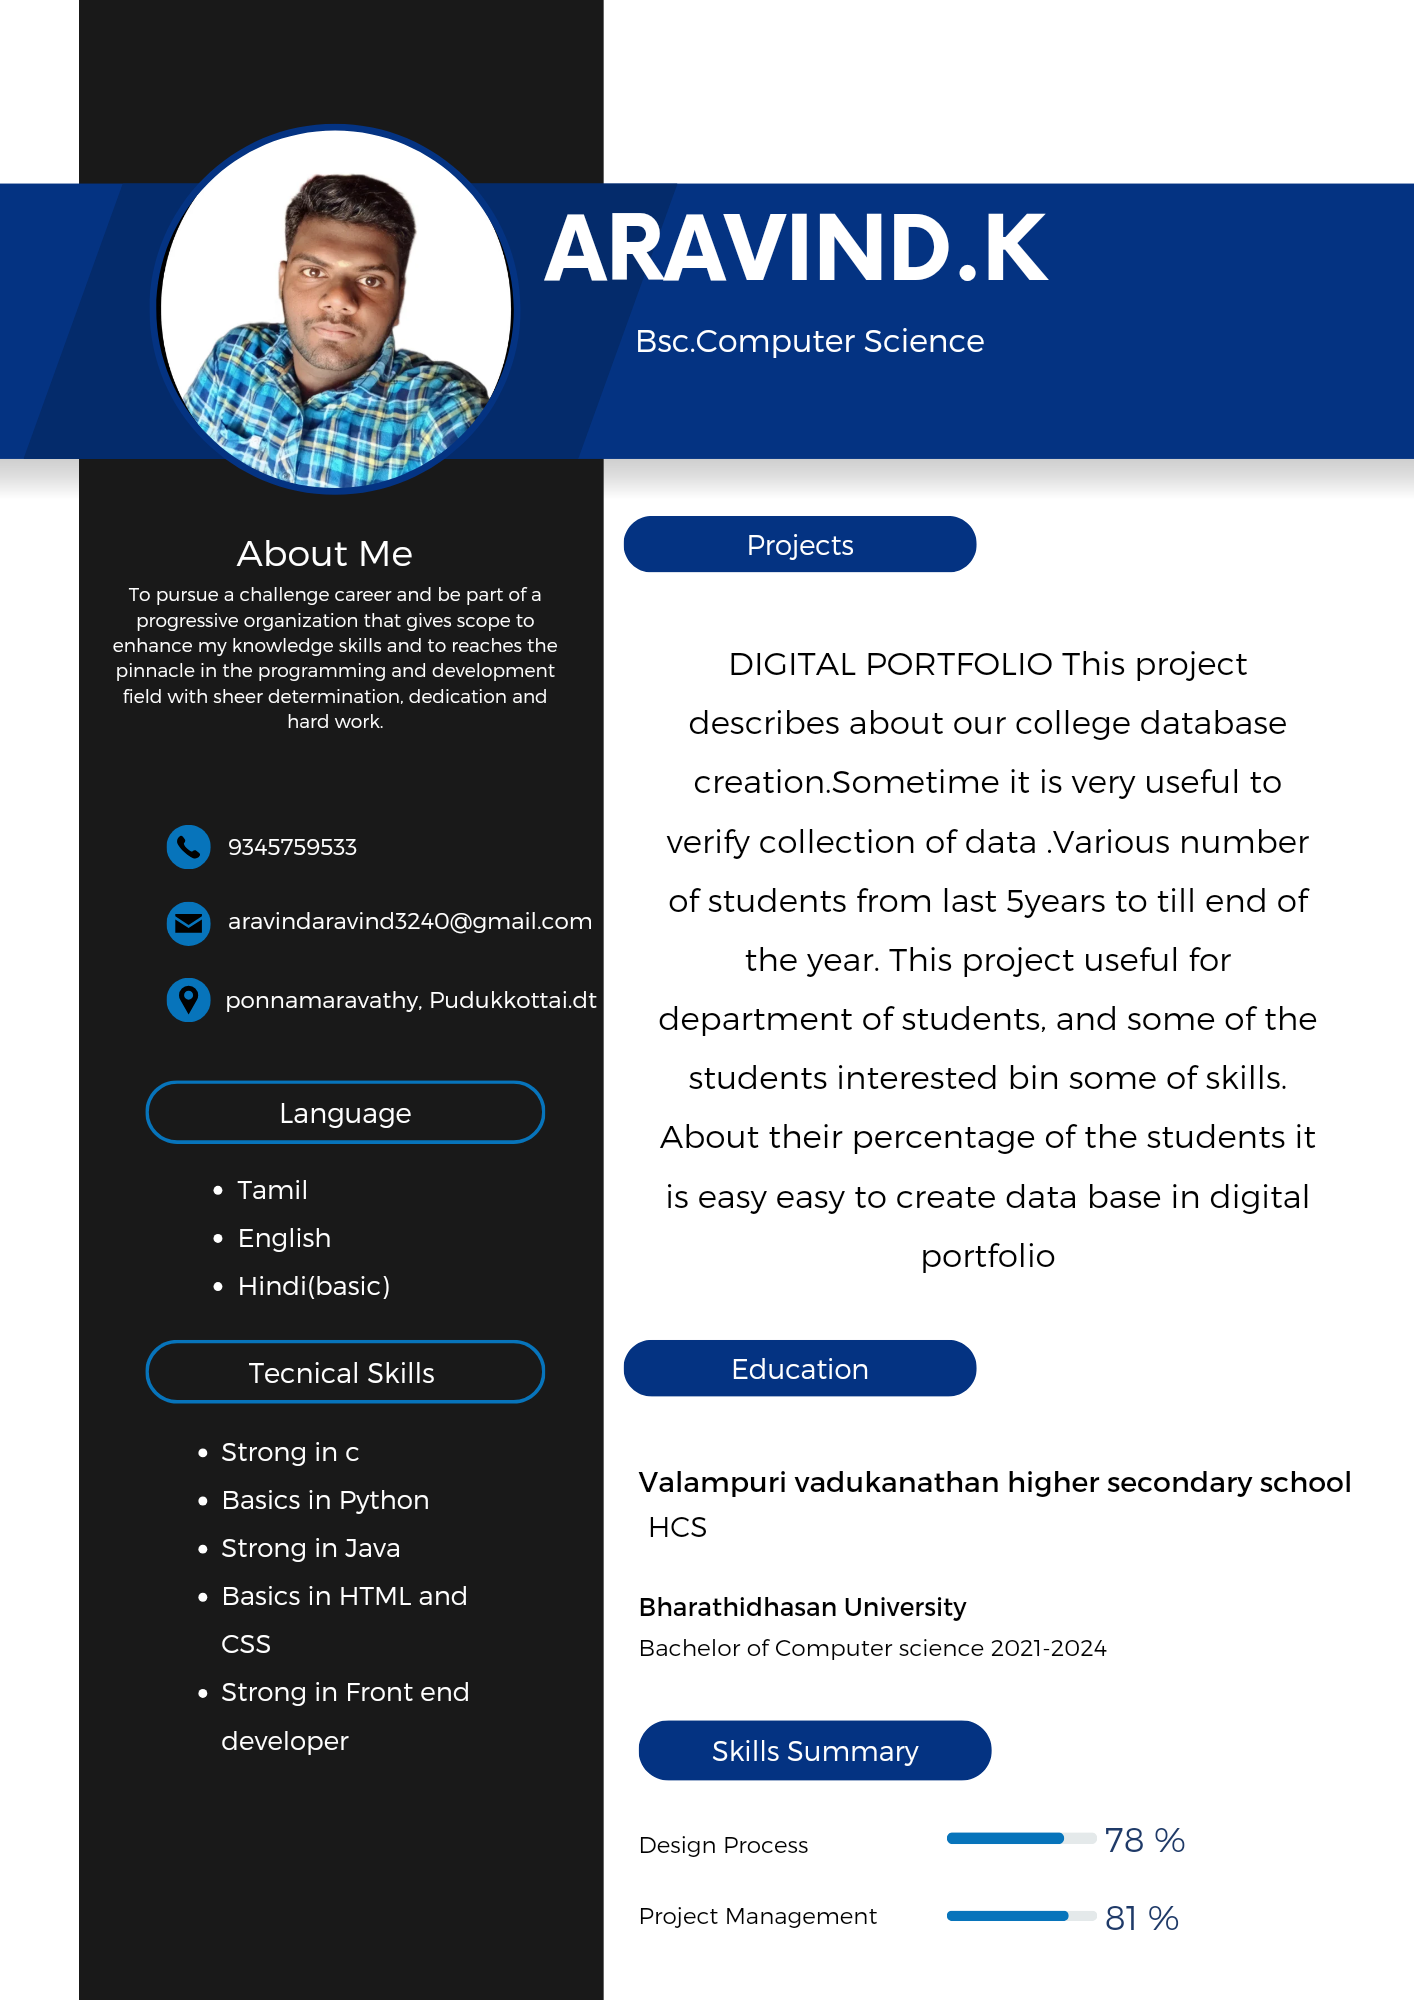 ARAVIND.K
Bsc.Computer Science
About Me
To pursue a challenge career and be part of a
progressive organization that gives scope to
enhance my knowledge skills and to reaches the
pinnacle in the programming and development
field with sheer determination, dedication and
hard work.
9345759533
aravindaravind3240@gmail.com
ponnamaravathy, Pudukkottai.dt
Language
Tamil
English
Hindi(basic)
Tecnical Skills
Strong in c
Basics in Python
Strong in Java
Basics in HTML and
CSS
Strong in Front end
developer
Projects
DIGITAL PORTFOLIO This project
describes about our college database
creation.Sometime it is very useful to
verify collection of data .Various number
of students from last 5years to till end of
the year. This project useful for
department of students, and some of the
students interested bin some of skills.
About their percentage of the students it
is easy easy to create data base in digital
portfolio
Education
Valampuri vadukanathan higher secondary school
HCS
Bharathidhasan University
Bachelor of Computer science 2021-2024
Skills Summary
Design Process 78 %
Project Management 81 %